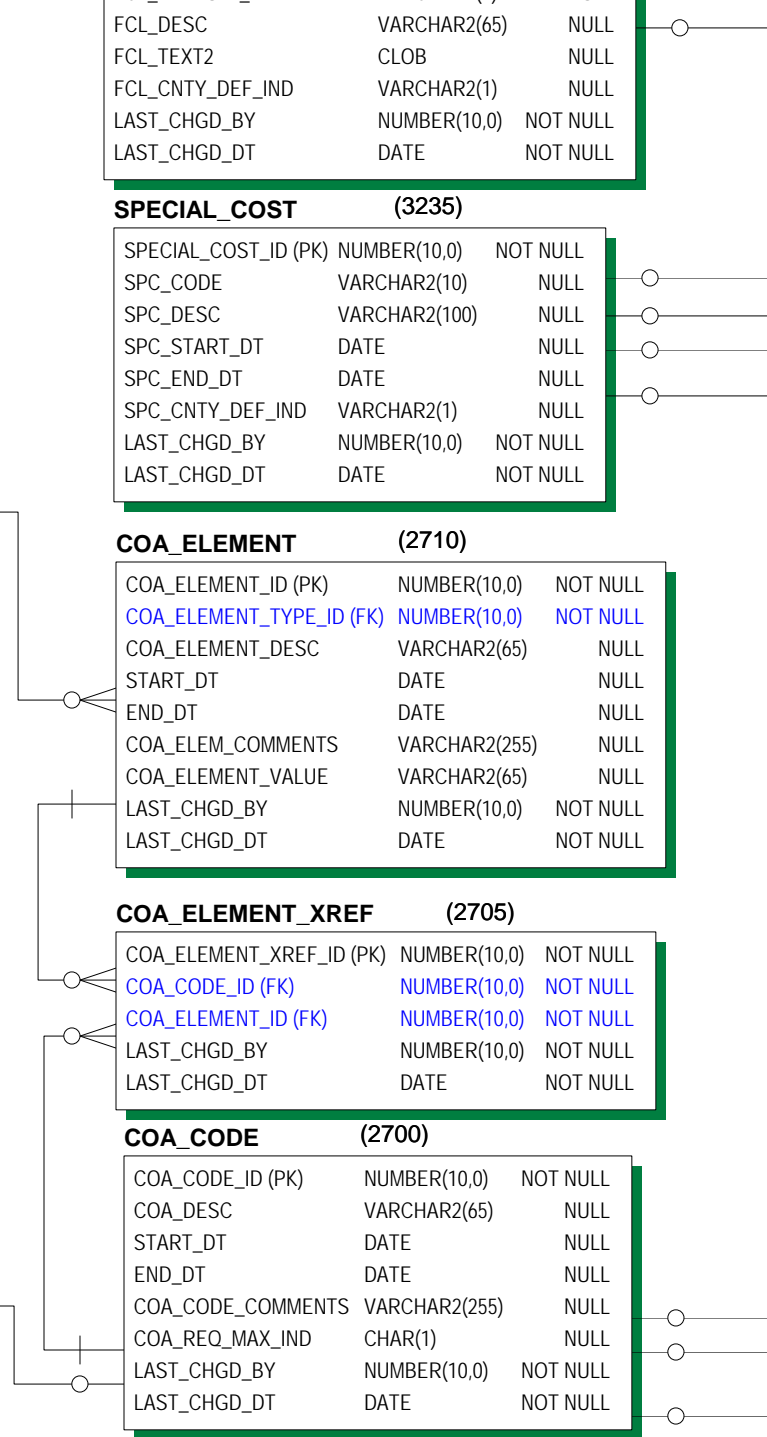 FCL_DESC VARCHAR2(65) NULL
FCL_TEXT2 CLOB NULL
FCL_CNTY_DEF_IND VARCHAR2(1) NULL
LAST_CHGD_BY NUMBER(10,0) NOT NULL
LAST_CHGD_DT DATE NOT NULL
SPECIAL_COST (3235)
SPECIAL_COST_ID (PK) NUMBER(10,0) NOT NULL
SPC_CODE VARCHAR2(10) NULL
SPC_DESC VARCHAR2(100) NULL
SPC_START_DT DATE NULL
SPC_END_DT DATE NULL
SPC_CNTY_DEF_IND VARCHAR2(1) NULL
LAST_CHGD_BY NUMBER(10,0) NOT NULL
LAST_CHGD_DT DATE NOT NULL
COA_ELEMENT (2710)
COA_ELEMENT_ID (PK) NUMBER(10,0) NOT NULL
COA_ELEMENT_TYPE_ID (FK) NUMBER(10,0) NOT NULL
COA_ELEMENT_DESC VARCHAR2(65) NULL
START_DT DATE NULL
END_DT DATE NULL
COA_ELEM_COMMENTS VARCHAR2(255) NULL
COA_ELEMENT_VALUE VARCHAR2(65) NULL
LAST_CHGD_BY NUMBER(10,0) NOT NULL
LAST_CHGD_DT DATE NOT NULL
COA_ELEMENT_XREF (2705)
COA_ELEMENT_XREF_ID (PK) NUMBER(10,0) NOT NULL
COA_CODE_ID (FK) NUMBER(10,0) NOT NULL
COA_ELEMENT_ID (FK) NUMBER(10,0) NOT NULL
LAST_CHGD_BY NUMBER(10,0) NOT NULL
LAST_CHGD_DT DATE NOT NULL
COA_CODE (2700)
COA_CODE_ID (PK) NUMBER(10,0) NOT NULL
COA_DESC VARCHAR2(65) NULL
START_DT DATE NULL
END_DT DATE NULL
COA_CODE_COMMENTS VARCHAR2(255) NULL
COA_REQ_MAX_IND CHAR(1) NULL
LAST_CHGD_BY NUMBER(10,0) NOT NULL
LAST_CHGD_DT DATE NOT NULL